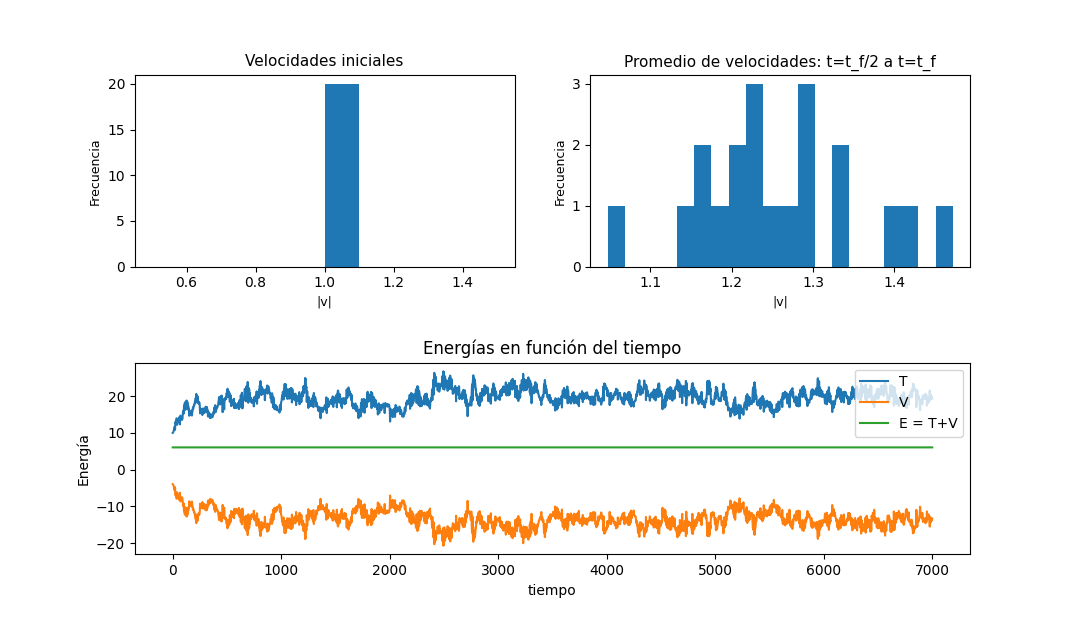 Velocidades iniciales
20
15
10
5
0
Frecuencia
0.6 0.8 1.0 1.2 1.4
|v|
Promedio de velocidades: t=t_f/2 a t=t_f
3
2
1
0
Frecuencia
1.1 1.2 1.3 1.4
|v|
Energías en función del tiempo
20
10
0
−10
−20
Energía
T
V
E = T+V
0 1000 2000 3000 4000 5000 6000 7000
tiempo